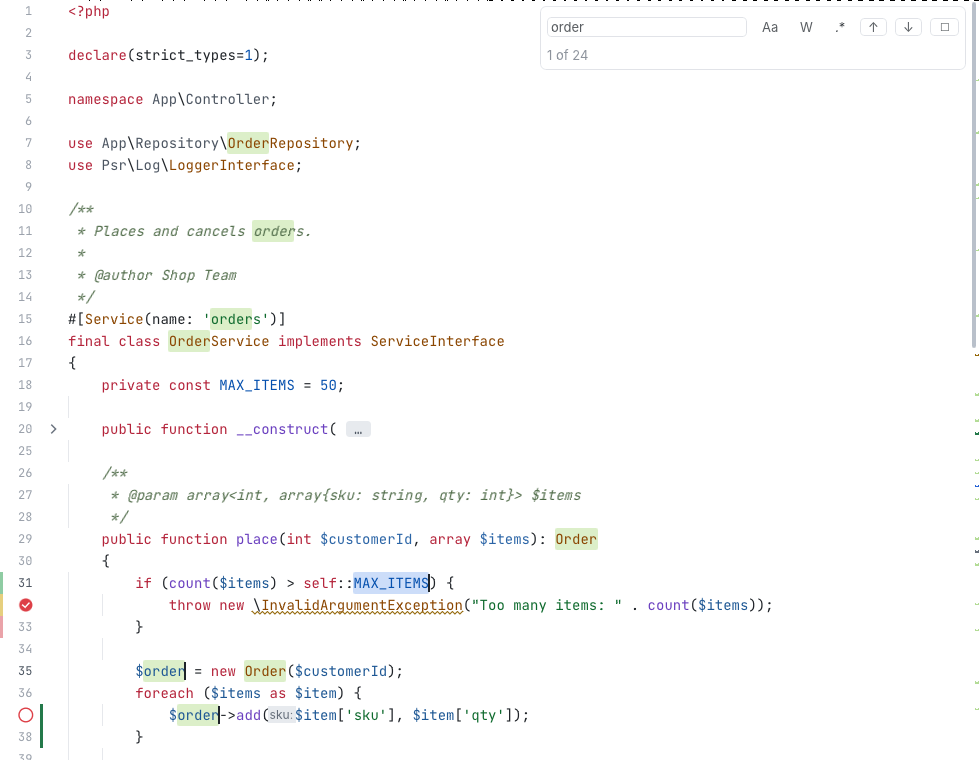 order
Aa W .*
1 of 24
1 <?php
2
3 declare(strict_types=1);
4
5 namespace App\Controller;
6
7 use App\Repository\OrderRepository;
8 use Psr\Log\LoggerInterface;
9
10 /**
11 * Places and cancels orders.
12 *
13 * @author Shop Team
14 */
15 #[Service(name: 'orders')]
16 final class OrderService implements ServiceInterface
17 {
18 private const MAX_ITEMS = 50;
19
20 public function __construct( …
25
26 /**
27 * @param array<int, array{sku: string, qty: int}> $items
28 */
29 public function place(int $customerId, array $items): Order
30 {
31 if (count($items) > self::MAX_ITEMS) {
throw new \InvalidArgumentException("Too many items: " . count($items));
33 }
34
35 $order = new Order($customerId);
36 foreach ($items as $item) {
$order->add(sku: $item['sku'], $item['qty']);
38 }
39